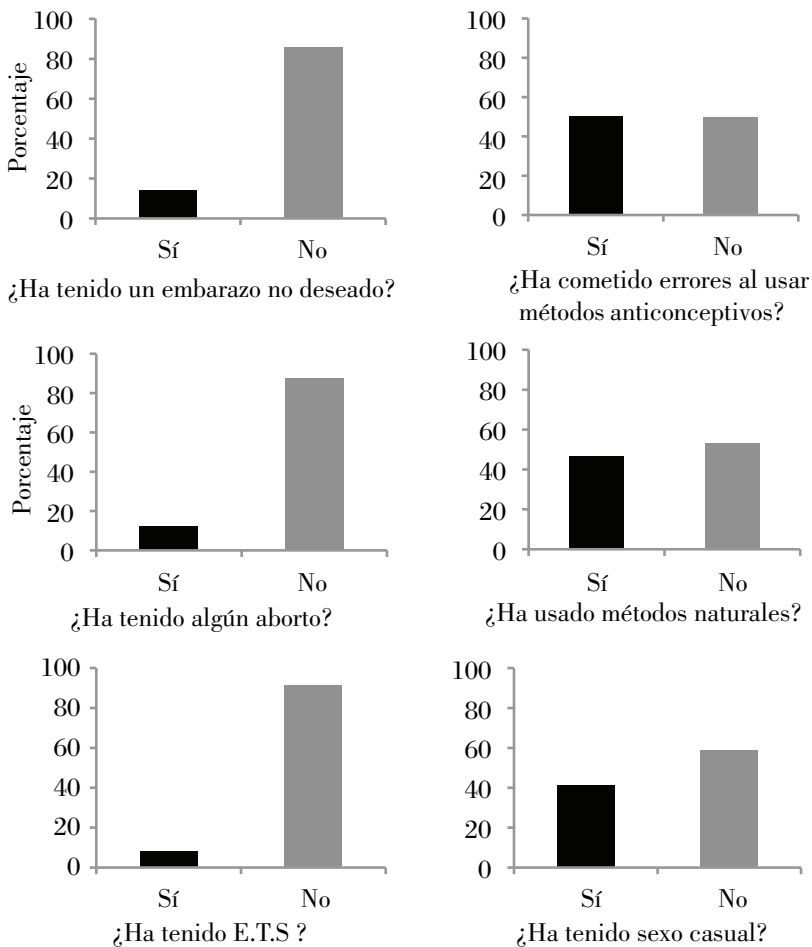 100
80
60
40
20
0
Porcentaje
Sí
No
¿Ha tenido un embarazo no deseado?
100
80
60
40
20
0
Sí
No
¿Ha cometido errores al usar
métodos anticonceptivos?
100
80
60
40
20
0
Porcentaje
Sí
No
¿Ha tenido algún aborto?
100
80
60
40
20
0
Sí
No
¿Ha usado métodos naturales?
100
80
60
40
20
0
Sí
No
¿Ha tenido E.T.S ?
100
80
60
40
20
0
Sí
No
¿Ha tenido sexo casual?